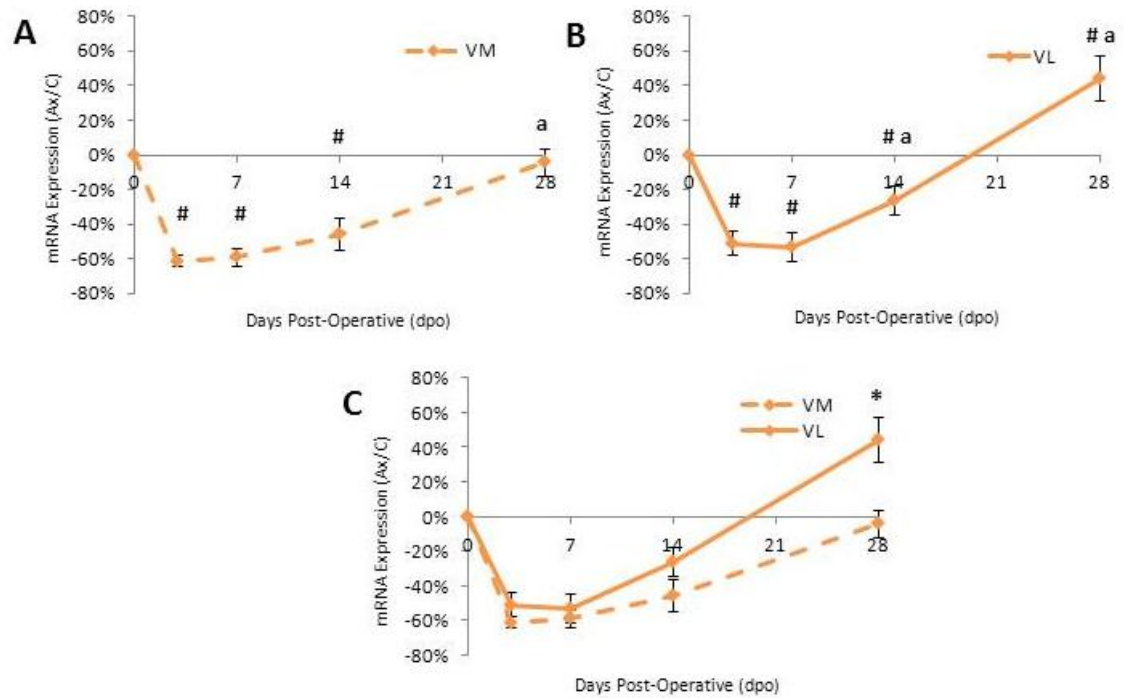 A
mRNA Expression (Ax/C)
80%
60%
40%
20%
0%
-20%
-40%
-60%
-80%
0 7 14 21 28
# # # a
VM
Days Post-Operative (dpo)
B
mRNA Expression (Ax/C)
80%
60%
40%
20%
0%
-20%
-40%
-60%
-80%
0 7 14 21 28
# # # a # a
VL
Days Post-Operative (dpo)
C
mRNA Expression (Ax/C)
80%
60%
40%
20%
0%
-20%
-40%
-60%
-80%
0 7 14 21 28
*
VM
VL
Days Post-Operative (dpo)